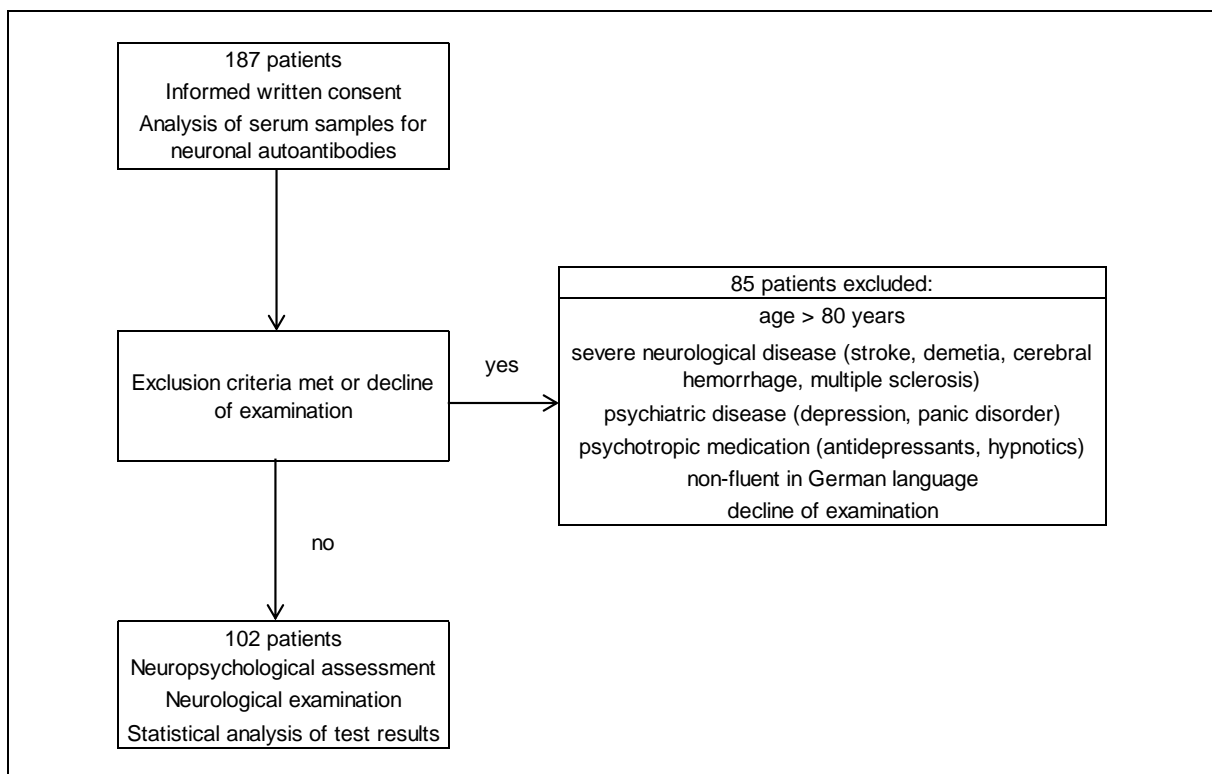 187 patients
Informed written consent
Analysis of serum samples for
neuronal autoantibodies
Exclusion criteria met or decline
of examination
yes
85 patients excluded:
age > 80 years
severe neurological disease (stroke, demetia, cerebral
hemorrhage, multiple sclerosis)
psychiatric disease (depression, panic disorder)
psychotropic medication (antidepressants, hypnotics)
non-fluent in German language
decline of examination
no
102 patients
Neuropsychological assessment
Neurological examination
Statistical analysis of test results